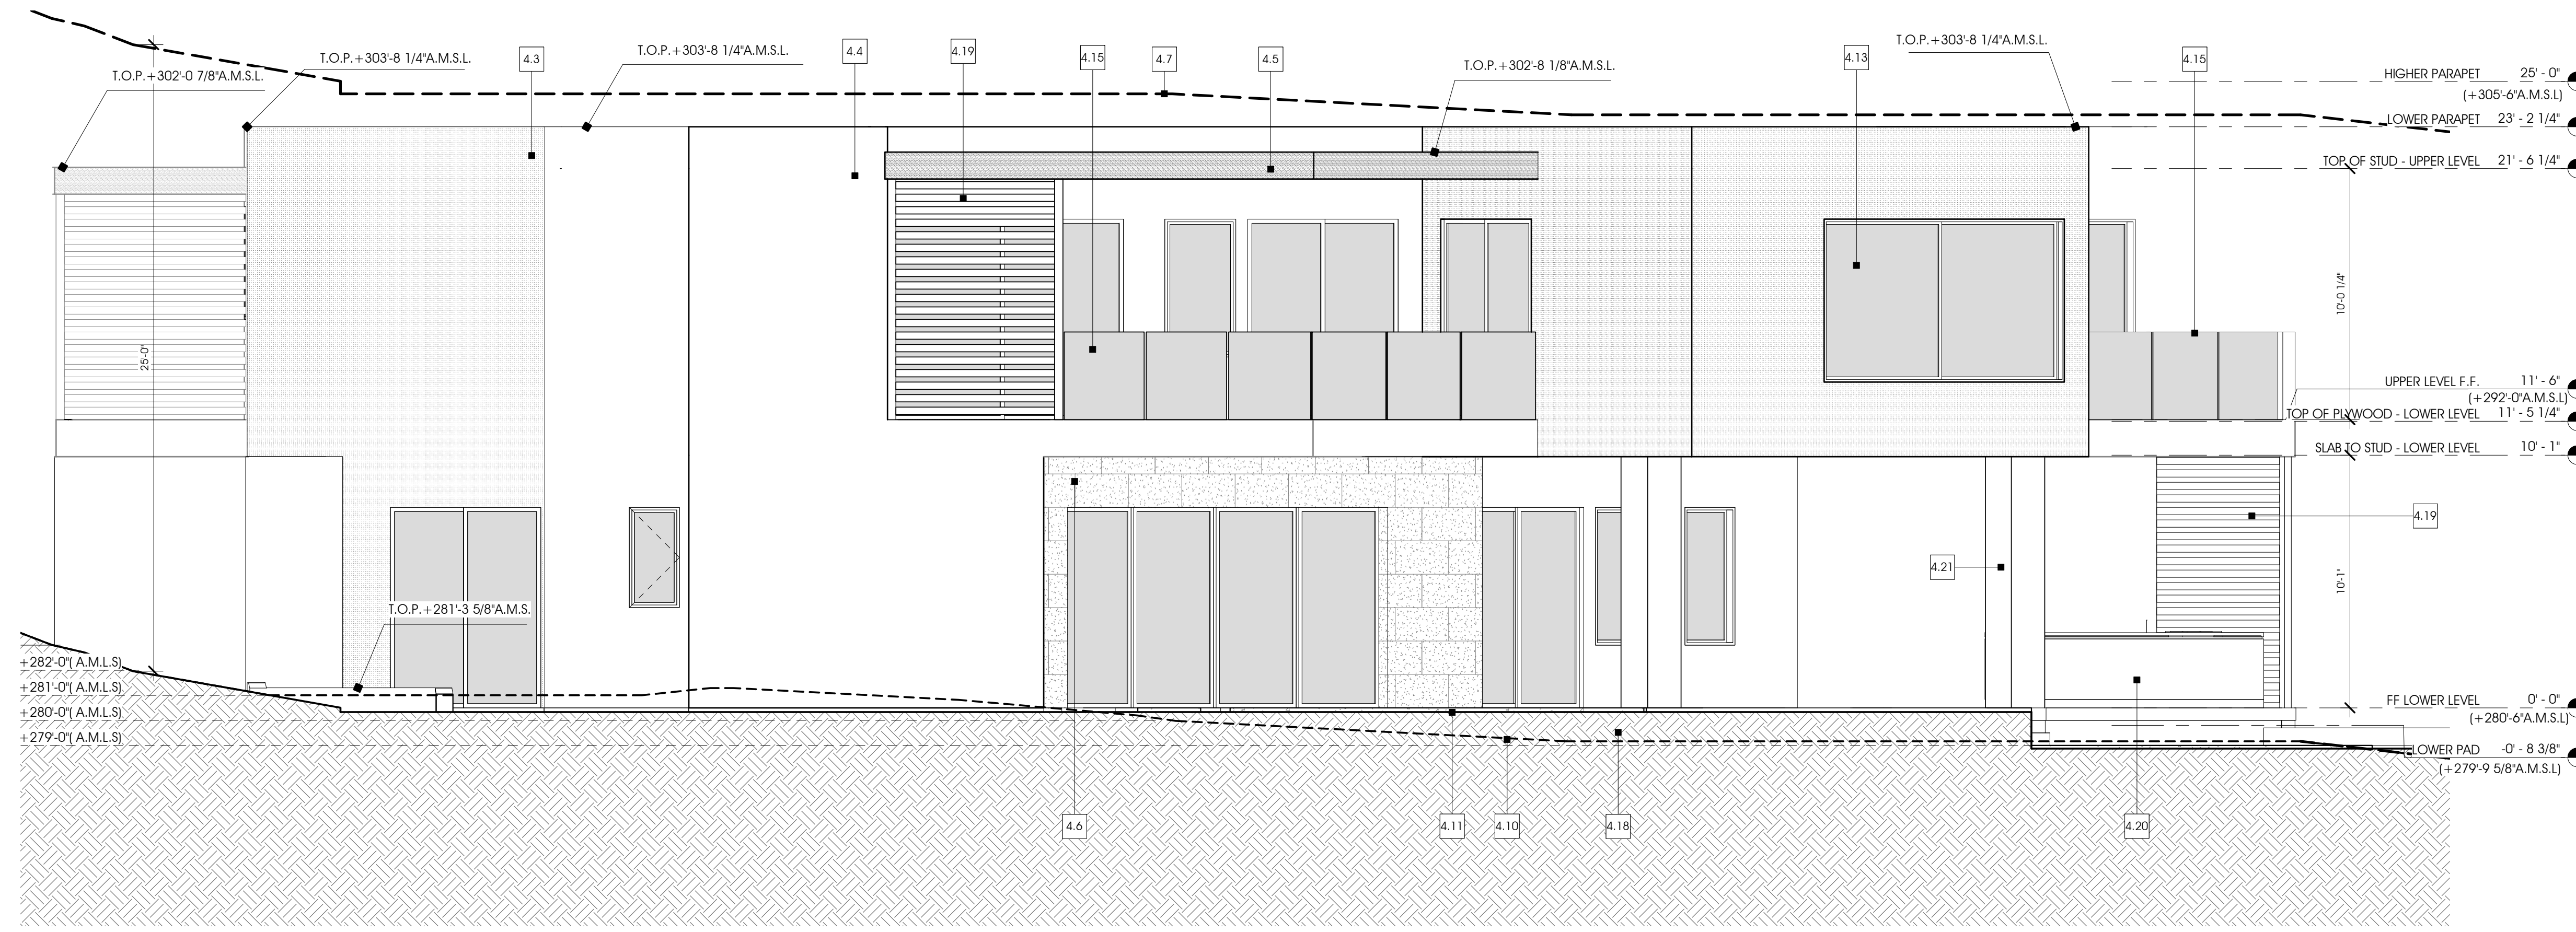 T.O.P.+302'-0 7/8"A.M.S.L.
T.O.P.+303'-8 1/4"A.M.S.L.
4.3
T.O.P.+303'-8 1/4"A.M.S.L.
4.4
4.19
4.15
4.7
4.5
T.O.P.+302'-8 1/8"A.M.S.L.
4.13
T.O.P.+303'-8 1/4"A.M.S.L.
4.15
HIGHER PARAPET 25' - 0"
(+305'-6"A.M.S.L)
LOWER PARAPET 23' - 2 1/4"
TOP OF STUD - UPPER LEVEL 21' - 6 1/4"
25'-0"
10'-0 1/4"
UPPER LEVEL F.F. 11' - 6"
(+292'-0"A.M.S.L)
TOP OF PLYWOOD - LOWER LEVEL 11' - 5 1/4"
SLAB TO STUD - LOWER LEVEL 10' - 1"
4.19
4.21
10'-1"
T.O.P.+281'-3 5/8"A.M.S.
+282'-0"( A.M.L.S)
+281'-0"( A.M.L.S)
+280'-0"( A.M.L.S)
+279'-0"( A.M.L.S)
FF LOWER LEVEL 0' - 0"
(+280'-6"A.M.S.L)
LOWER PAD -0' - 8 3/8"
(+279'-9 5/8"A.M.S.L)
4.6
4.11
4.10
4.18
4.20